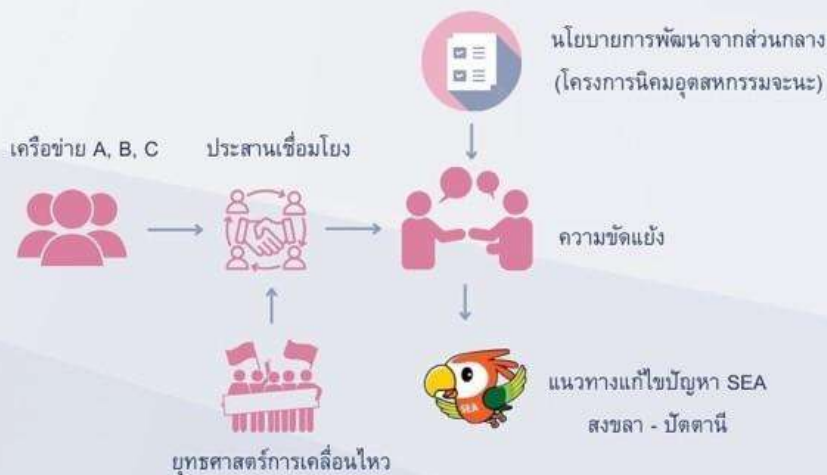 นโยบายการพัฒนาจากส่วนกลาง
(โครงการนิคมอุตสหกรรมจะนะ)
เครือข่าย A, B, C
ประสานเชื่อมโยง
ความขัดแย้ง
แนวทางแก้ไขปัญหา SEA
สงขลา - ปัตตานี
SEA
ยุทธศาสตร์การเคลื่อนไหว